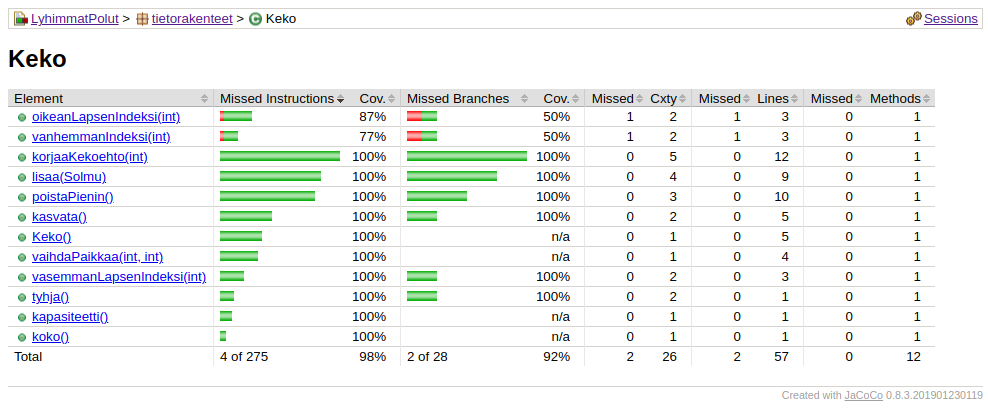 LyhimmatPolut > tietorakenteet > Keko Sessions
Keko
Element Missed Instructions Cov. Missed Branches Cov. Missed Cxty Missed Lines Missed Methods
oikeanLapsenIndeksi(int) 87% 50% 1 2 1 3 0 1
vanhemmanIndeksi(int) 77% 50% 1 2 1 3 0 1
korjaaKekoehto(int) 100% 100% 0 5 0 12 0 1
lisaa(Solmu) 100% 100% 0 4 0 9 0 1
poistaPienin() 100% 100% 0 3 0 10 0 1
kasvata() 100% 100% 0 2 0 5 0 1
Keko() 100% n/a 0 1 0 5 0 1
vaihdaPaikkaa(int, int) 100% n/a 0 1 0 4 0 1
vasemmanLapsenIndeksi(int) 100% 100% 0 2 0 3 0 1
tyhja() 100% 100% 0 2 0 1 0 1
kapasiteetti() 100% n/a 0 1 0 1 0 1
koko() 100% n/a 0 1 0 1 0 1
Total 4 of 275 98% 2 of 28 92% 2 26 2 57 0 12
Created with JaCoCo 0.8.3.201901230119